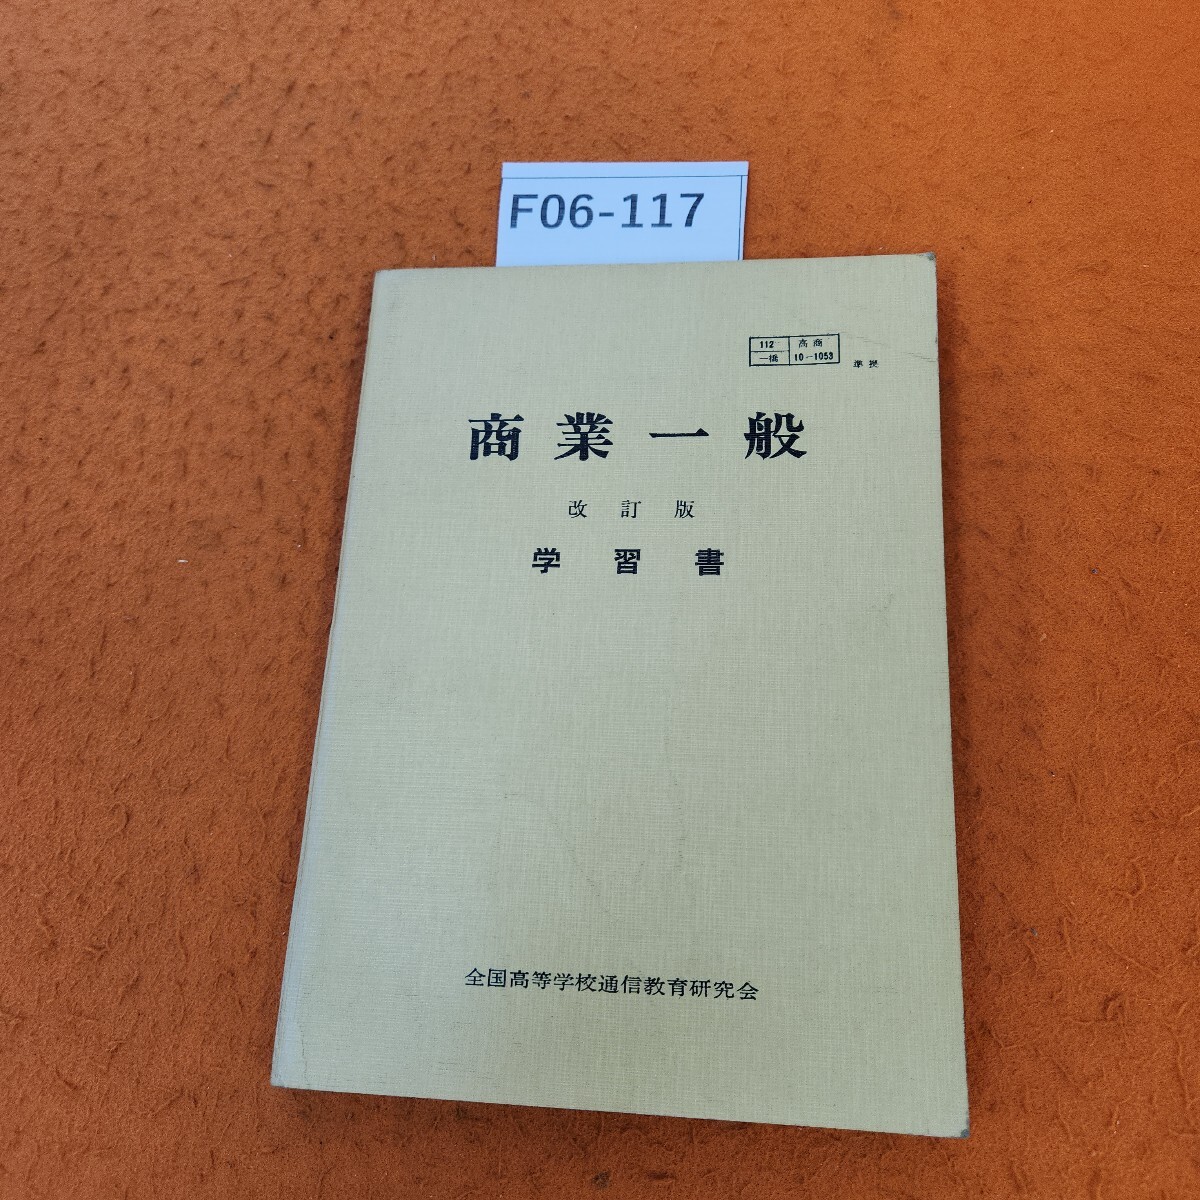 F06-117
112 高商
一橋 10-1053
準拠
商業一般
改訂版
学習書
全国高等学校通信教育研究会